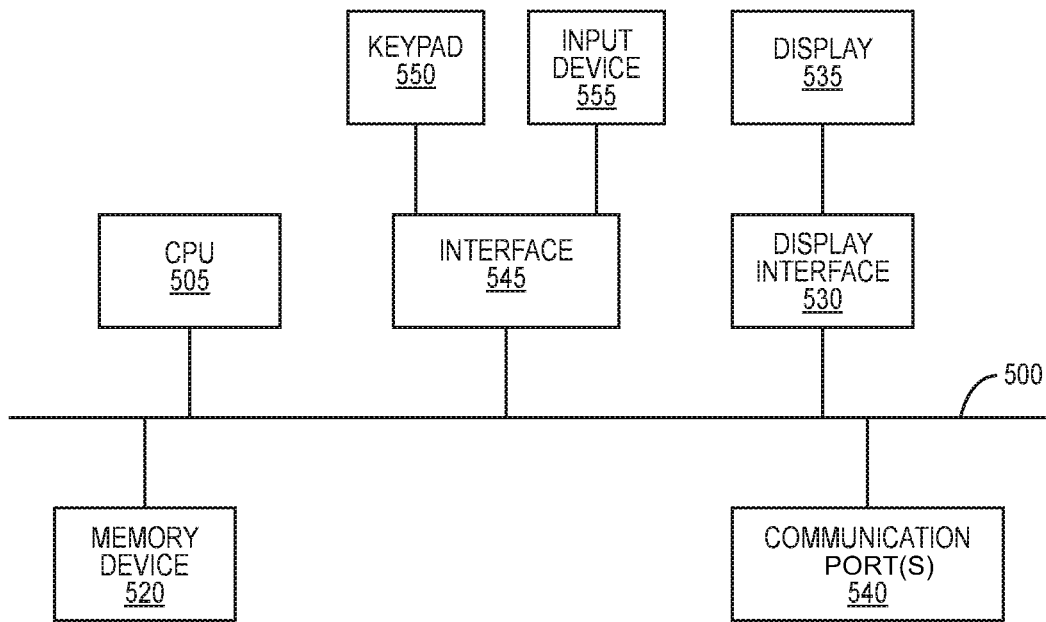 KEYPAD
550
INPUT
DEVICE
555
DISPLAY
535
CPU
505
INTERFACE
545
DISPLAY
INTERFACE
530
500
MEMORY
DEVICE
520
COMMUNICATION
PORT(S)
540